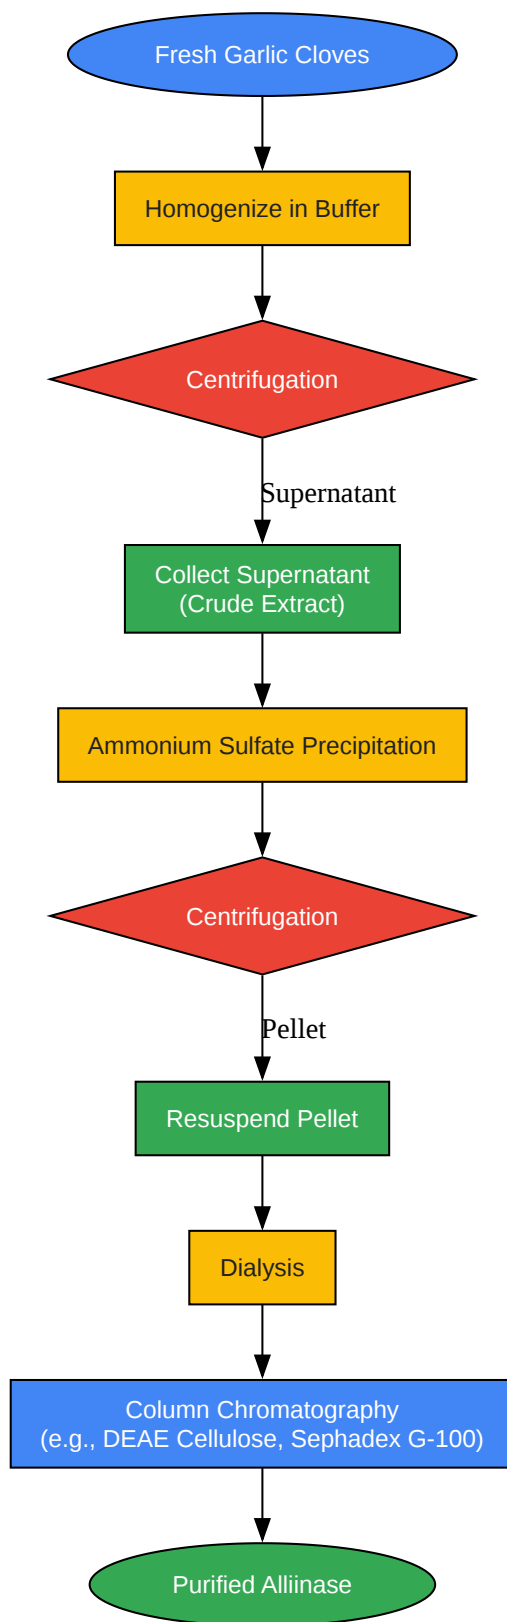 Fresh Garlic Cloves
Homogenize in Buffer
Centrifugation
Supernatant
Collect Supernatant
(Crude Extract)
Ammonium Sulfate Precipitation
Centrifugation
Pellet
Resuspend Pellet
Dialysis
Column Chromatography
(e.g., DEAE Cellulose, Sephadex G-100)
Purified Alliinase